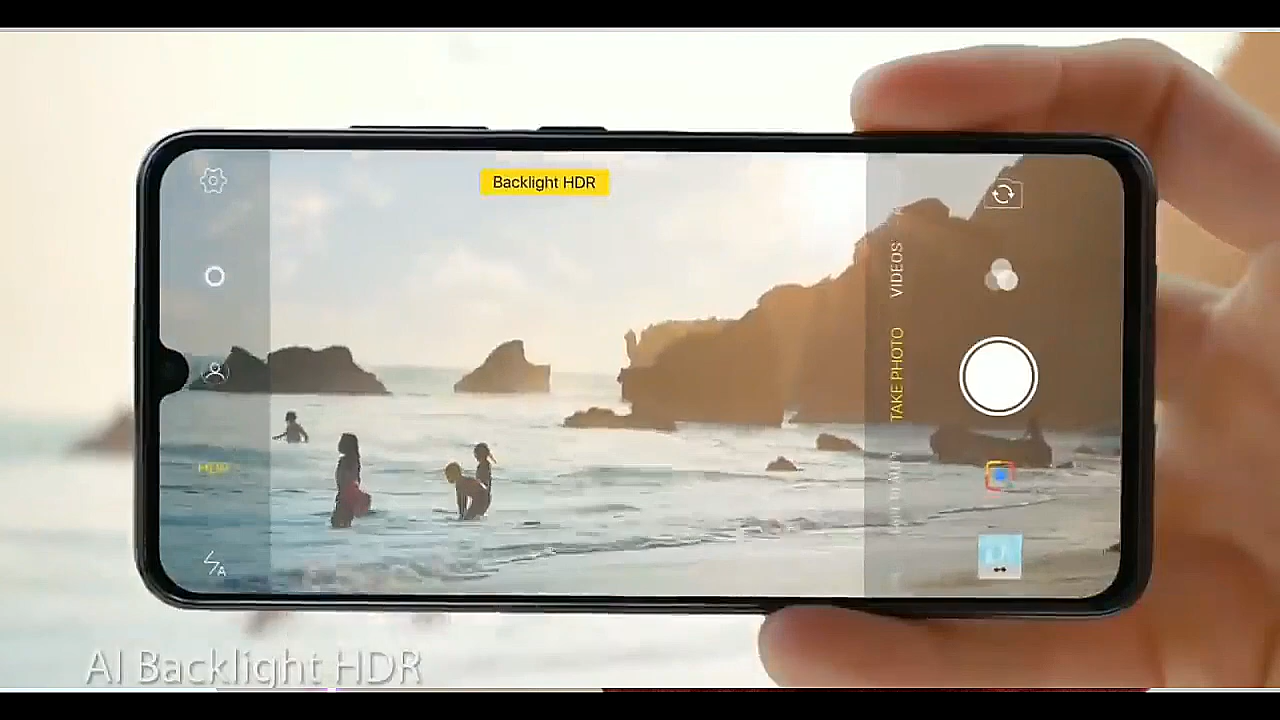 Backlight HDR
VIDEOS
TAKE PHOTO
HDR
A
AI Backlight HDR